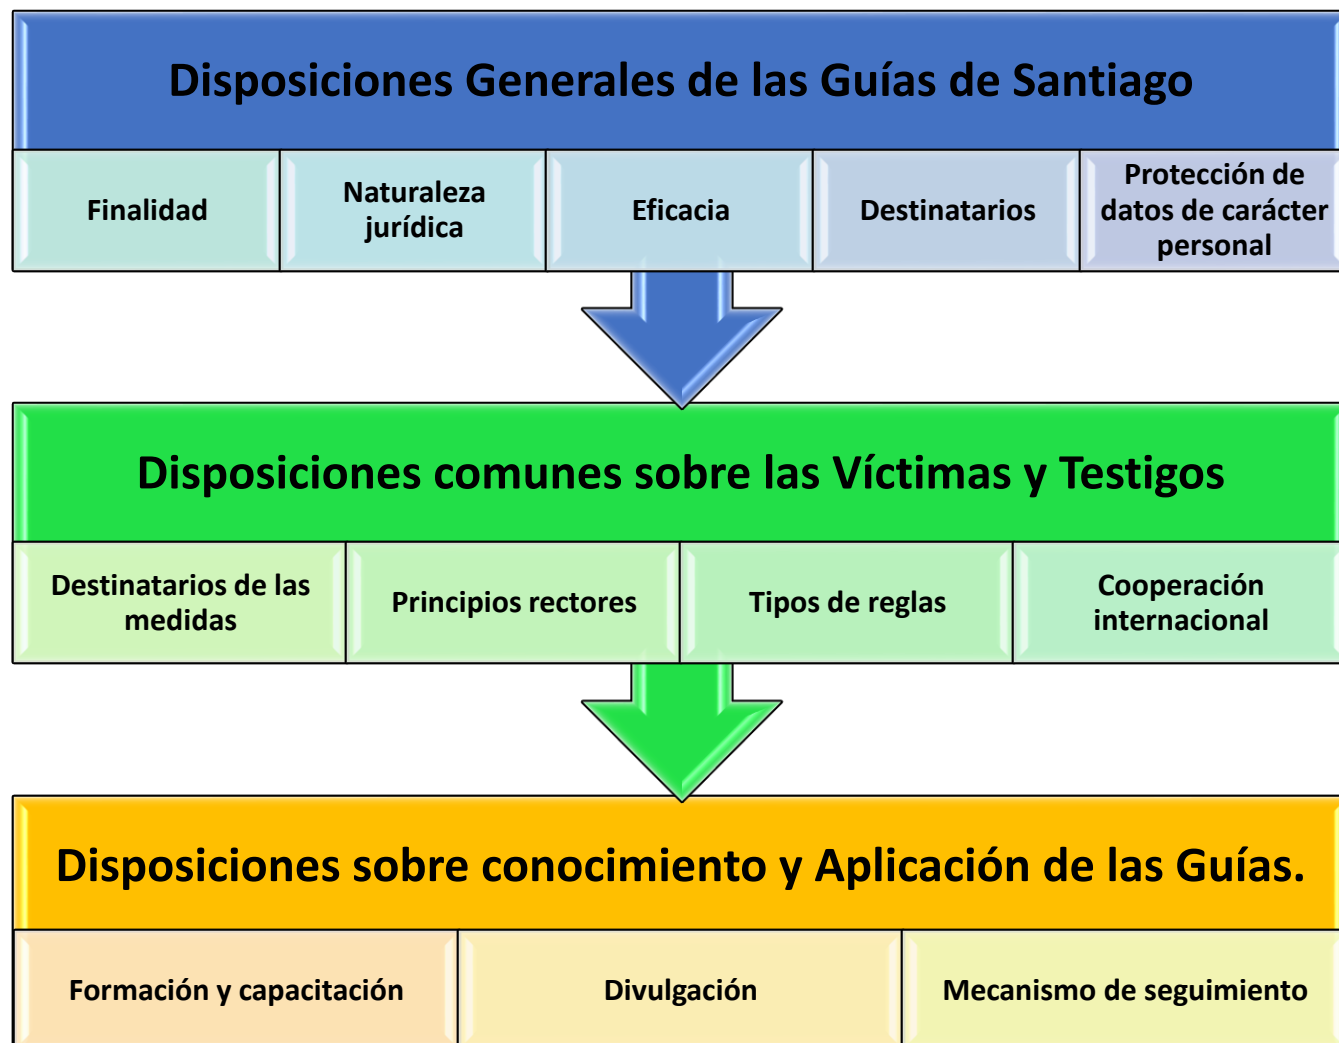 Disposiciones Generales de las Guías de Santiago
Finalidad
Naturaleza
jurídica
Eficacia
Destinatarios
Protección de
datos de carácter
personal
Disposiciones comunes sobre las Víctimas y Testigos
Destinatarios de las
medidas
Principios rectores
Tipos de reglas
Cooperación
internacional
Disposiciones sobre conocimiento y Aplicación de las Guías.
Formación y capacitación
Divulgación
Mecanismo de seguimiento